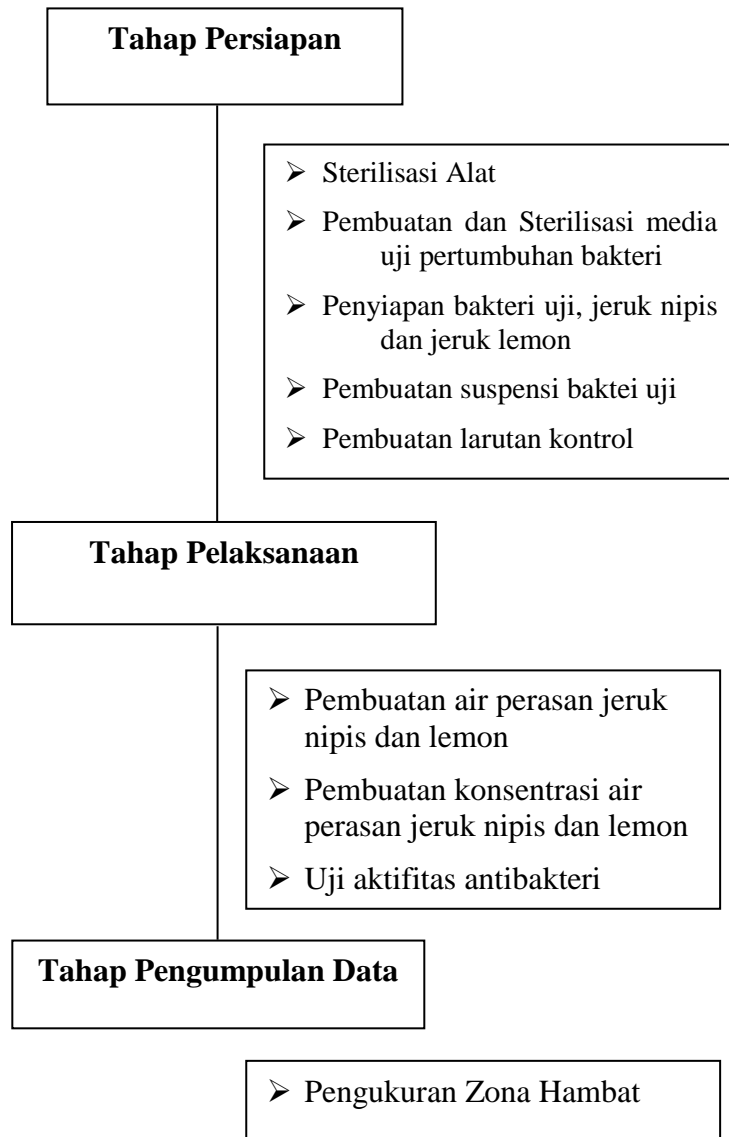 Tahap Persiapan
➢ Sterilisasi Alat
➢ Pembuatan dan Sterilisasi media
uji pertumbuhan bakteri
➢ Penyiapan bakteri uji, jeruk nipis
dan jeruk lemon
➢ Pembuatan suspensi baktei uji
➢ Pembuatan larutan kontrol
Tahap Pelaksanaan
➢ Pembuatan air perasan jeruk
nipis dan lemon
➢ Pembuatan konsentrasi air
perasan jeruk nipis dan lemon
➢ Uji aktifitas antibakteri
Tahap Pengumpulan Data
➢ Pengukuran Zona Hambat